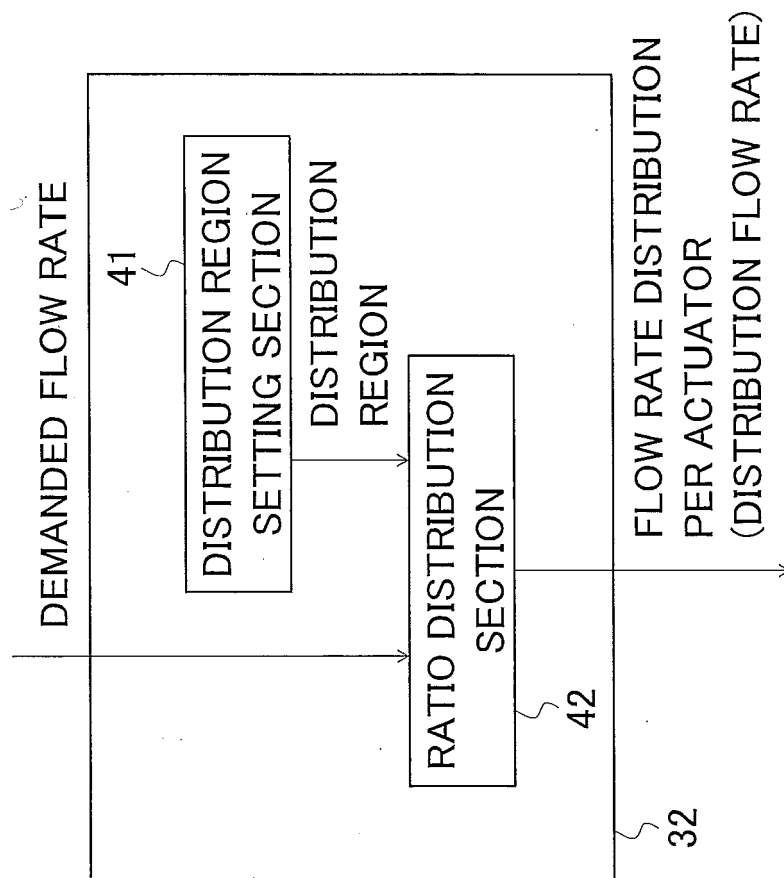 DEMANDED FLOW RATE
41
DISTRIBUTION REGION
SETTING SECTION
DISTRIBUTION
REGION
RATIO DISTRIBUTION
SECTION
42
32
FLOW RATE DISTRIBUTION
PER ACTUATOR
(DISTRIBUTION FLOW RATE)